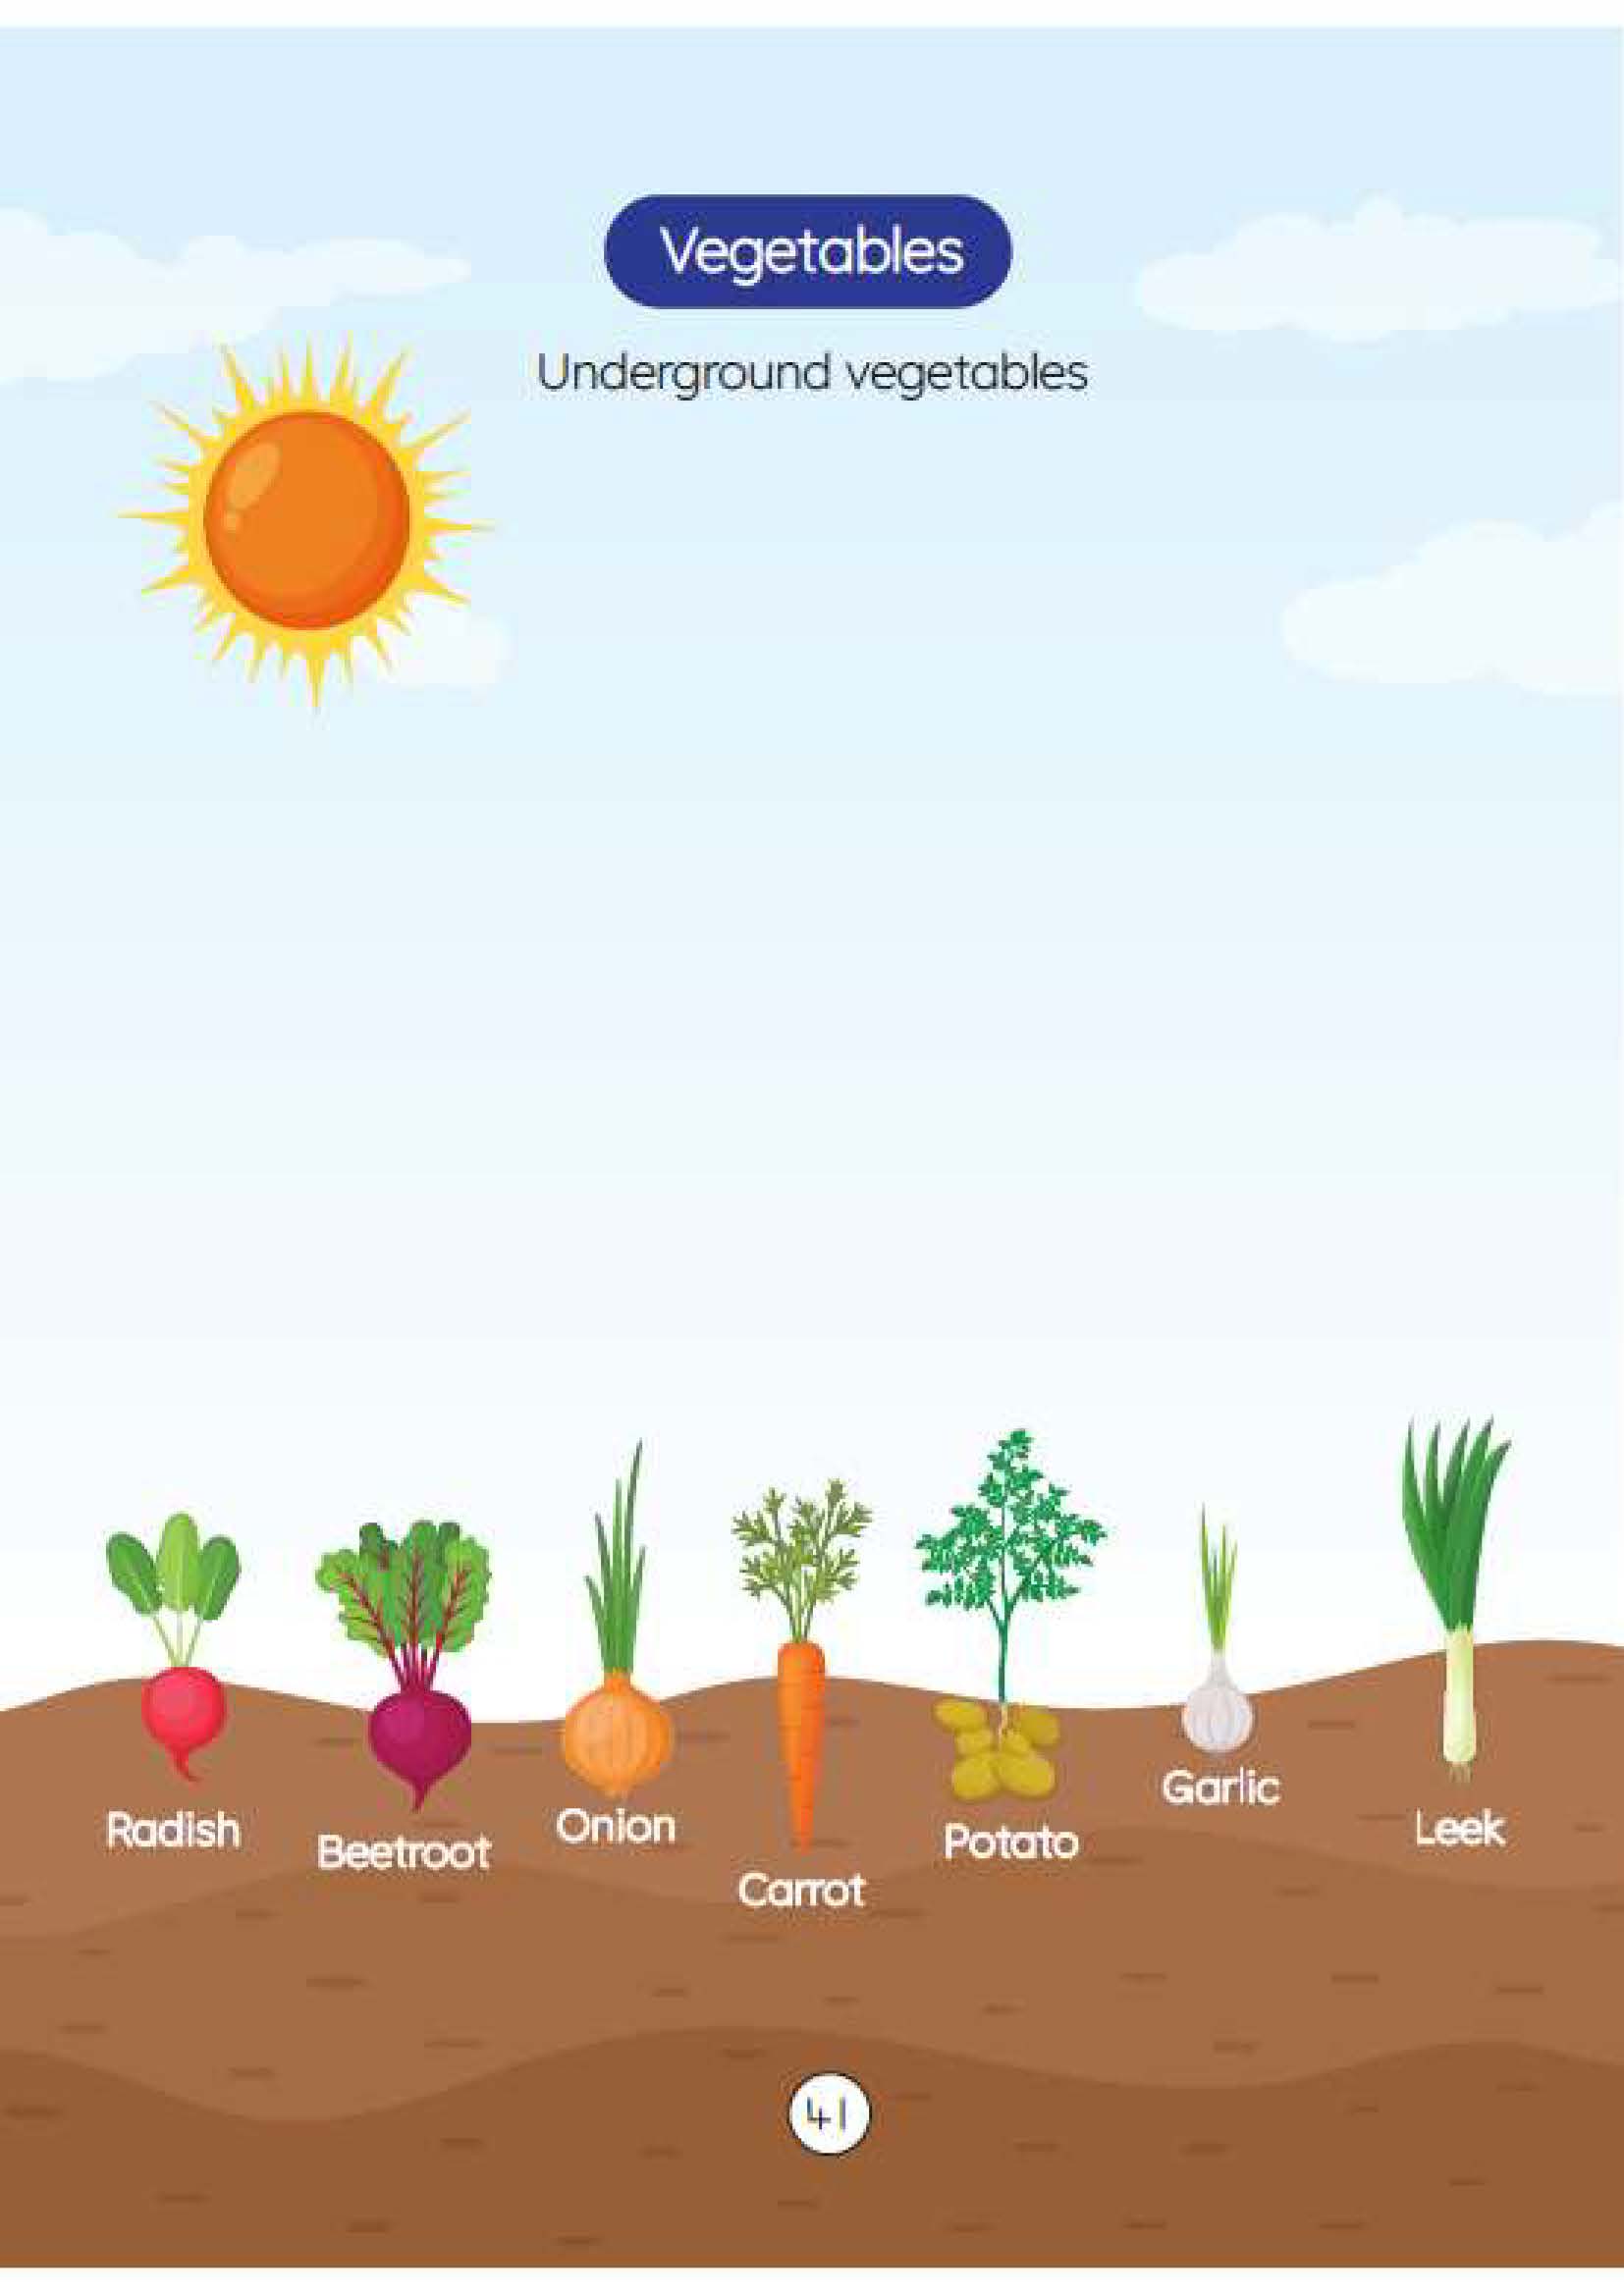 Vegetables
Underground vegetables
Radish
Beetroot
Onion
Carrot
Potato
Garlic
Leek
41